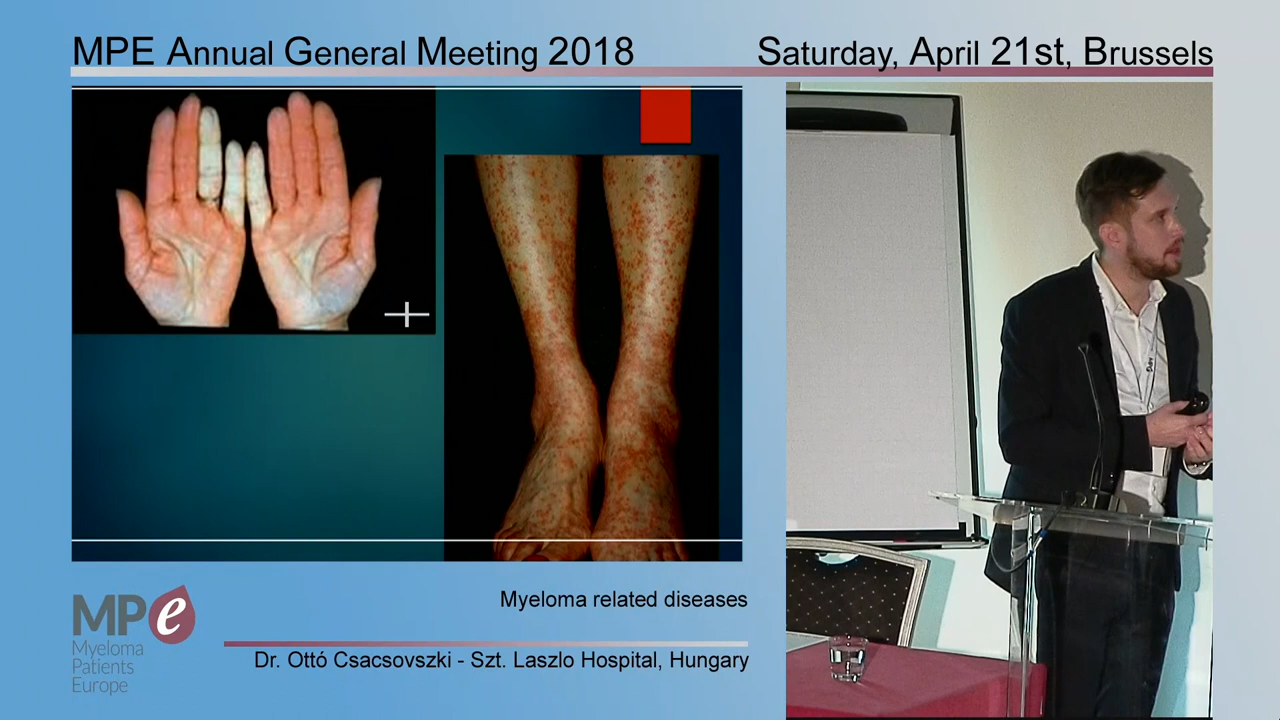 MPE Annual General Meeting 2018
Saturday, April 21st, Brussels
Myeloma related diseases
MPe
Myeloma
Patients
Europe
Dr. Ottó Csacsovszki - Szt. Laszlo Hospital, Hungary